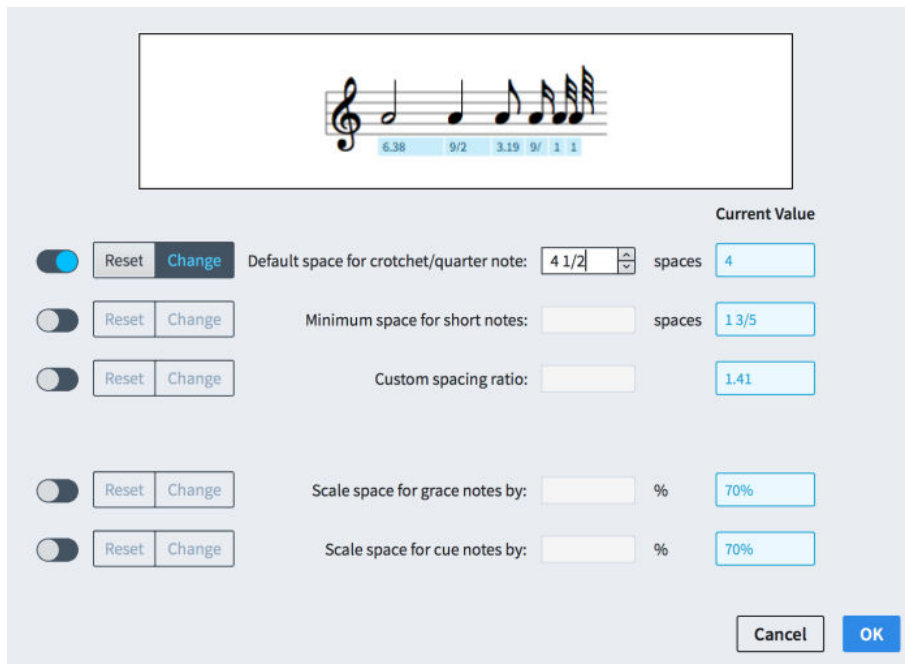 6.38 9/2 3.19 9/ 1 1
Current Value
Reset Change Default space for crotchet/quarter note: 4 1/2 spaces 4
Reset Change Minimum space for short notes: spaces 1 3/5
Reset Change Custom spacing ratio: 1.41
Reset Change Scale space for grace notes by: % 70%
Reset Change Scale space for cue notes by: % 70%
Cancel OK